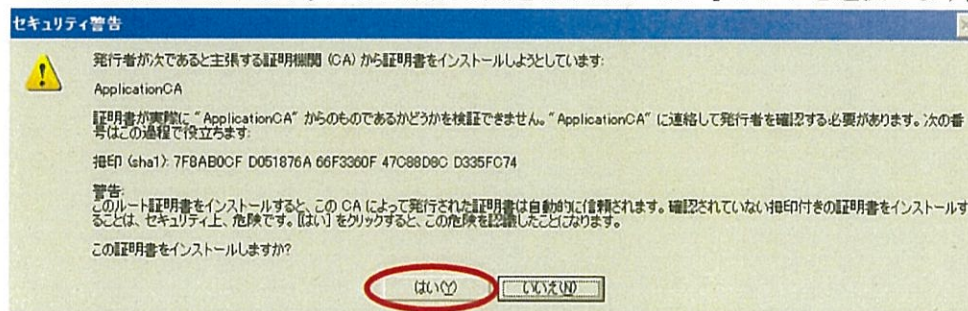 セキュリティ警告
発行者が次であると主張する証明機関 (CA) から証明書をインストールしようとしています:
ApplicationCA
証明書が実際に "ApplicationCA" からのものであるかどうかを検証できません。"ApplicationCA" に連絡して発行者を確認する必要があります。次の番
号はこの過程で役立ちます:
拇印 (sha1): 7F8AB0CF D051876A 66F3360F 47C88D8C D335FC74
警告:
このルート証明書をインストールすると、この CA によって発行された証明書は自動的に信頼されます。確認されていない拇印付きの証明書をインストールす
ることは、セキュリティ上、危険です。[はい] をクリックすると、この危険を認識したことになります。
この証明書をインストールしますか?
はい(Y) いいえ(N)